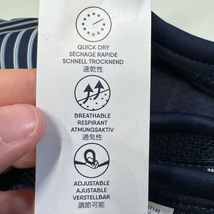 QUICK DRY
SÉCHAGE RAPIDE
SCHNELL TROCKNEND
速乾性
BREATHABLE
RESPIRANT
ATMUNGSAKTIV
通気性
ADJUSTABLE
AJUSTABLE
VERSTELLBAR
調節可能